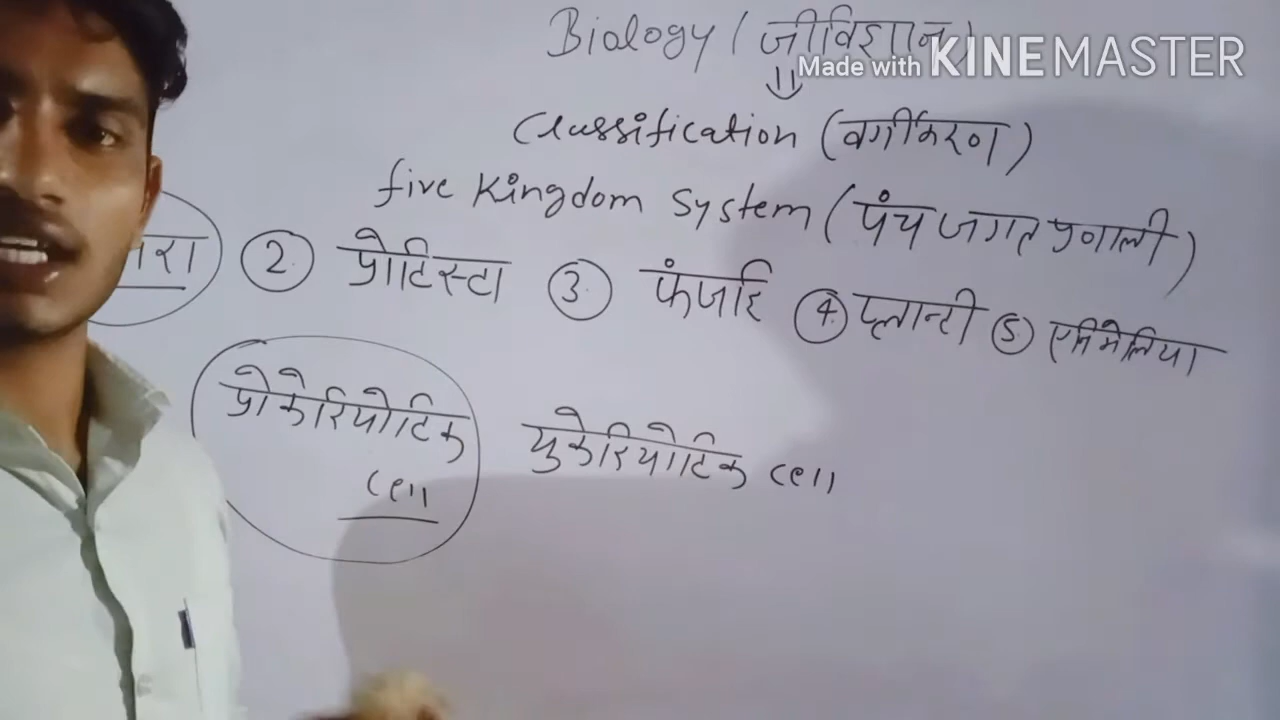 Biology ( जीविज्ञान )
Made with KINEMASTER
Classification (वर्गीकरण)
five Kingdom System (पंच जगत प्रणाली)
नरा ② प्रोटिस्टा ③ फंजाई ④ प्लान्टी ⑤ एनिमेलिया
प्रोकेरियोटिक युकेरियोटिक cell
cell